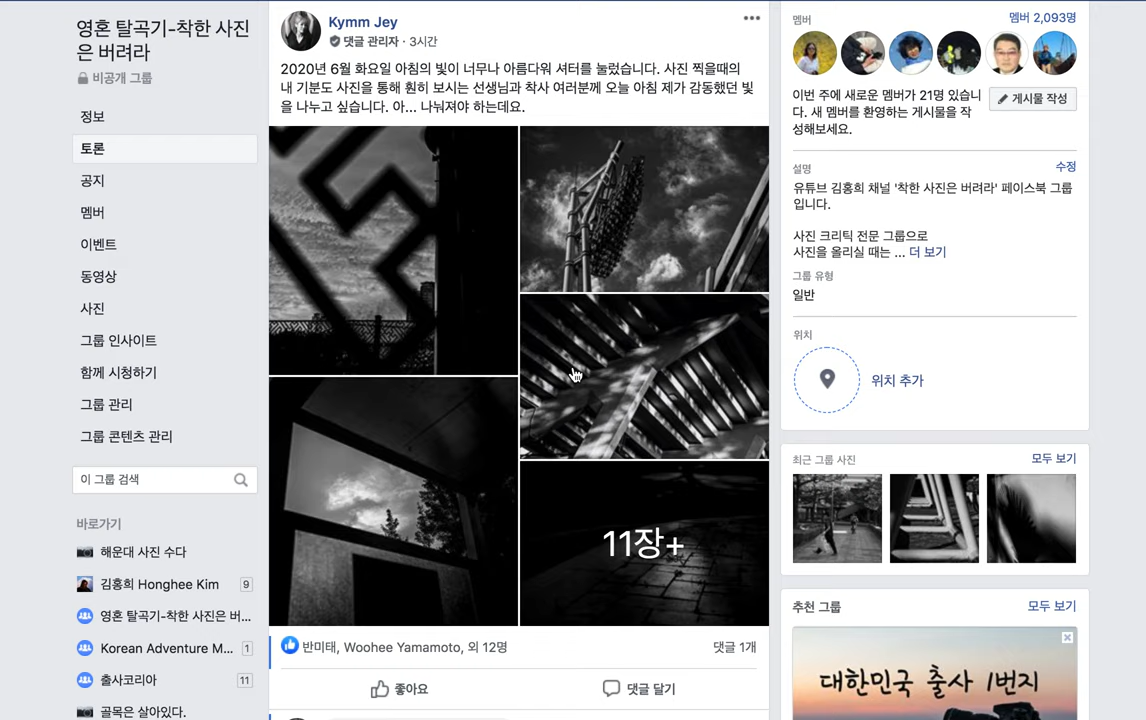 영혼 탈곡기-착한 사진
은 버려라
비공개 그룹
정보
토론
공지
멤버
이벤트
동영상
사진
그룹 인사이트
함께 시청하기
그룹 관리
그룹 콘텐츠 관리
이 그룹 검색
바로가기
해운대 사진 수다
김홍희 Honghee Kim 9
영혼 탈곡기-착한 사진은 버...
Korean Adventure M... 1
출사코리아 11
골목은 살아있다.
Kymm Jey
댓글 관리자 · 3시간
2020년 6월 화요일 아침의 빛이 너무나 아름다워 셔터를 눌렀습니다. 사진 찍을때의
내 기분도 사진을 통해 훤히 보시는 선생님과 착사 여러분께 오늘 아침 제가 감동했던 빛
을 나누고 싶습니다. 아... 나눠져야 하는데요.
11장+
반미태, Woohee Yamamoto, 외 12명
댓글 1개
좋아요
댓글 달기
멤버
멤버 2,093명
이번 주에 새로운 멤버가 21명 있습니
다. 새 멤버를 환영하는 게시물을 작
성해보세요.
게시물 작성
설명
수정
유튜브 김홍희 채널 '착한 사진은 버려라' 페이스북 그룹
입니다.
사진 크리틱 전문 그룹으로
사진을 올리실 때는 ... 더 보기
그룹 유형
일반
위치
위치 추가
최근 그룹 사진
모두 보기
추천 그룹
모두 보기
대한민국 출사 1번지